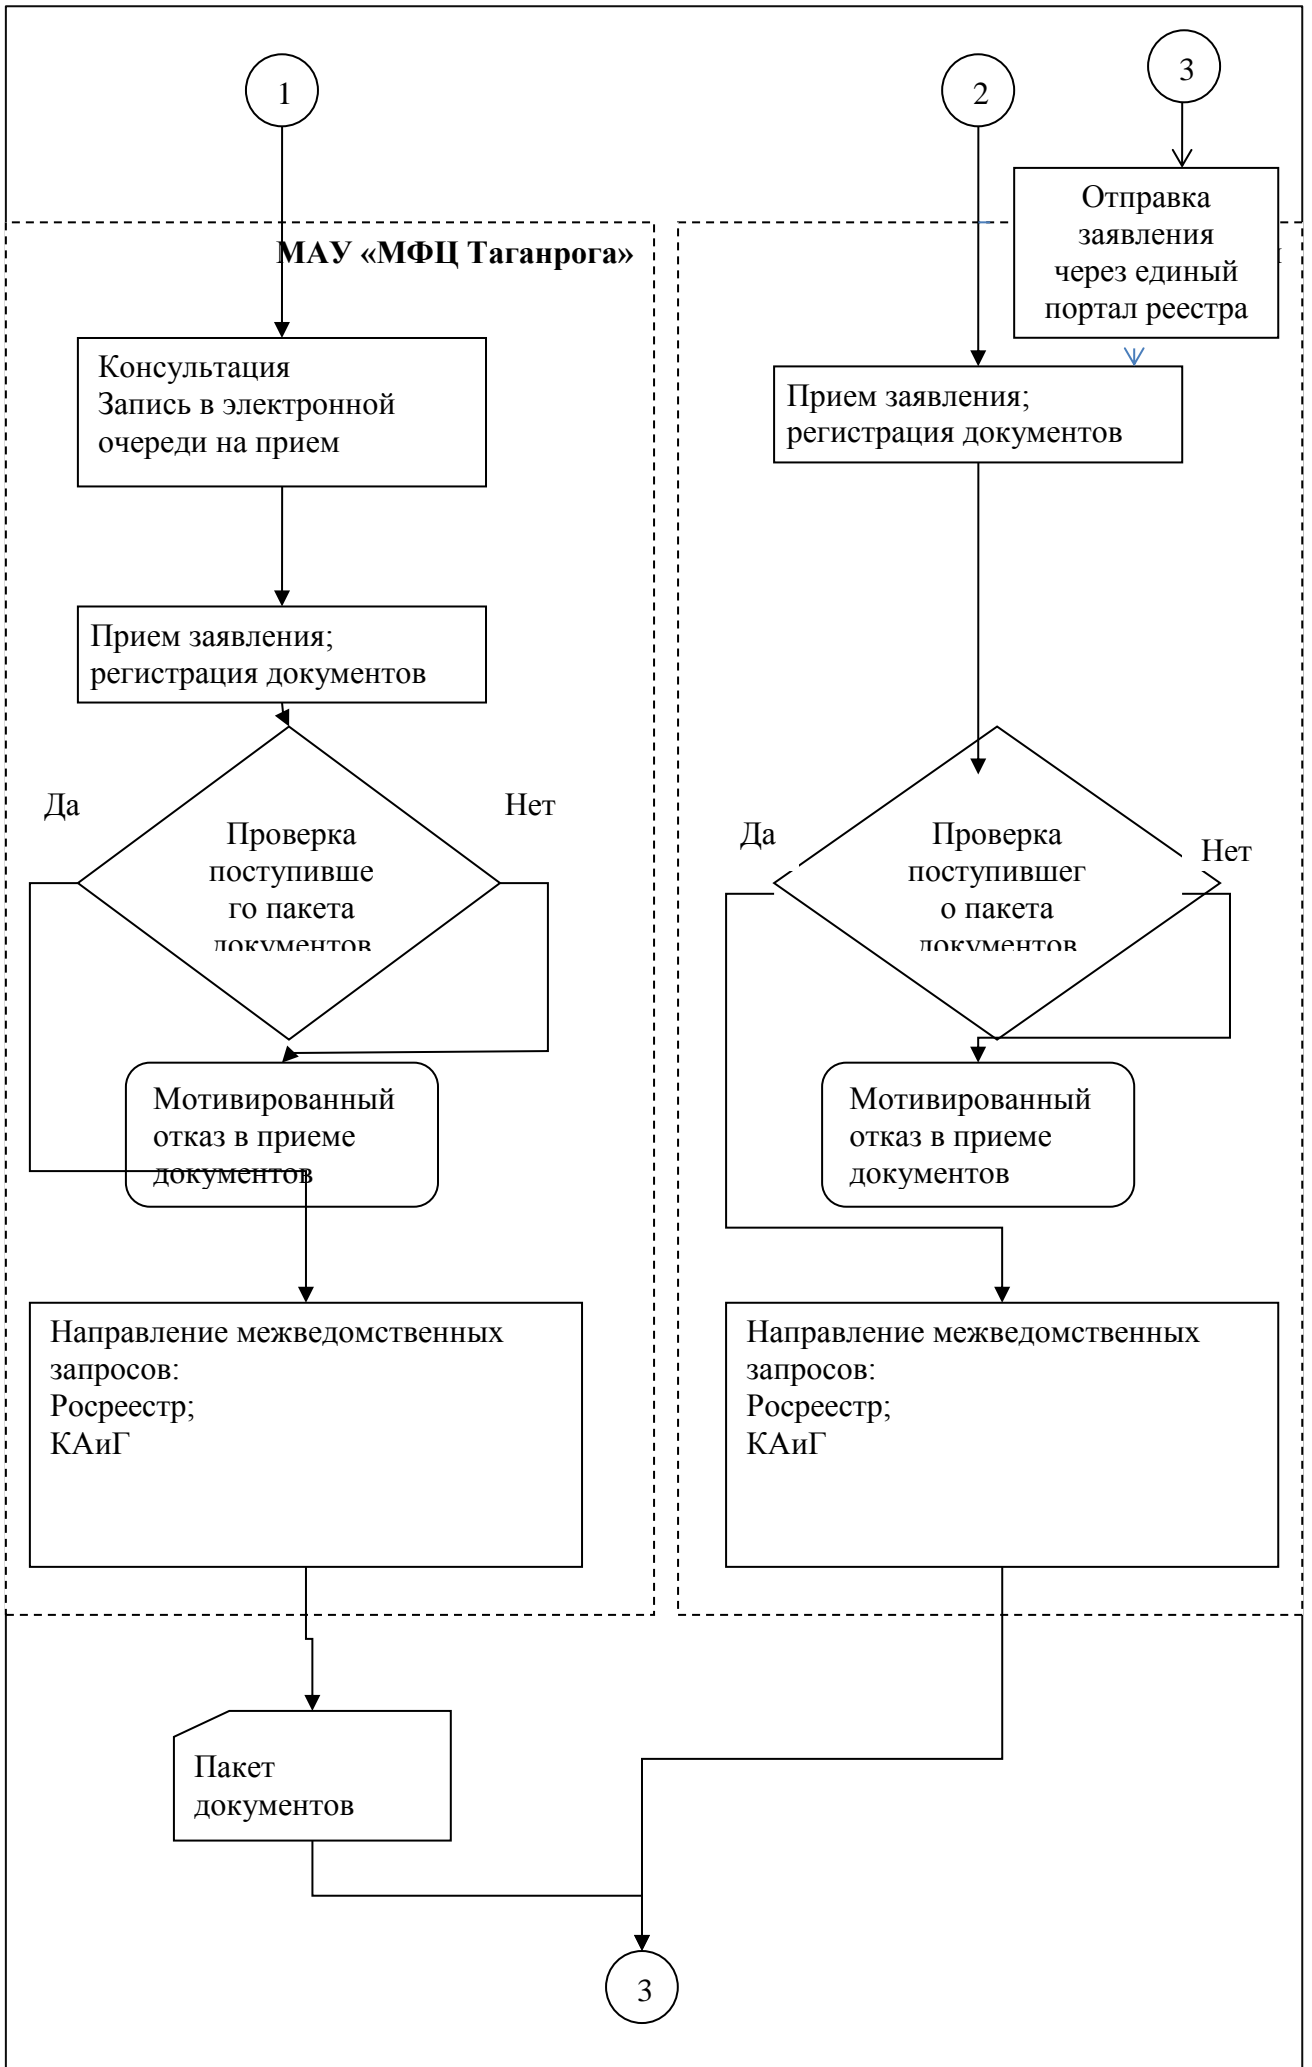 1
2
3
Отправка
заявления
через единый
портал реестра
МАУ «МФЦ Таганрога»
Консультация
Запись в электронной
очереди на прием
Прием заявления;
регистрация документов
Прием заявления;
регистрация документов
Да
Нет
Проверка
поступивше
го пакета
документов
Да
Нет
Проверка
поступившег
о пакета
документов
Мотивированный
отказ в приеме
документов
Мотивированный
отказ в приеме
документов
Направление межведомственных
запросов:
Росреестр;
КАиГ
Направление межведомственных
запросов:
Росреестр;
КАиГ
Пакет
документов
3